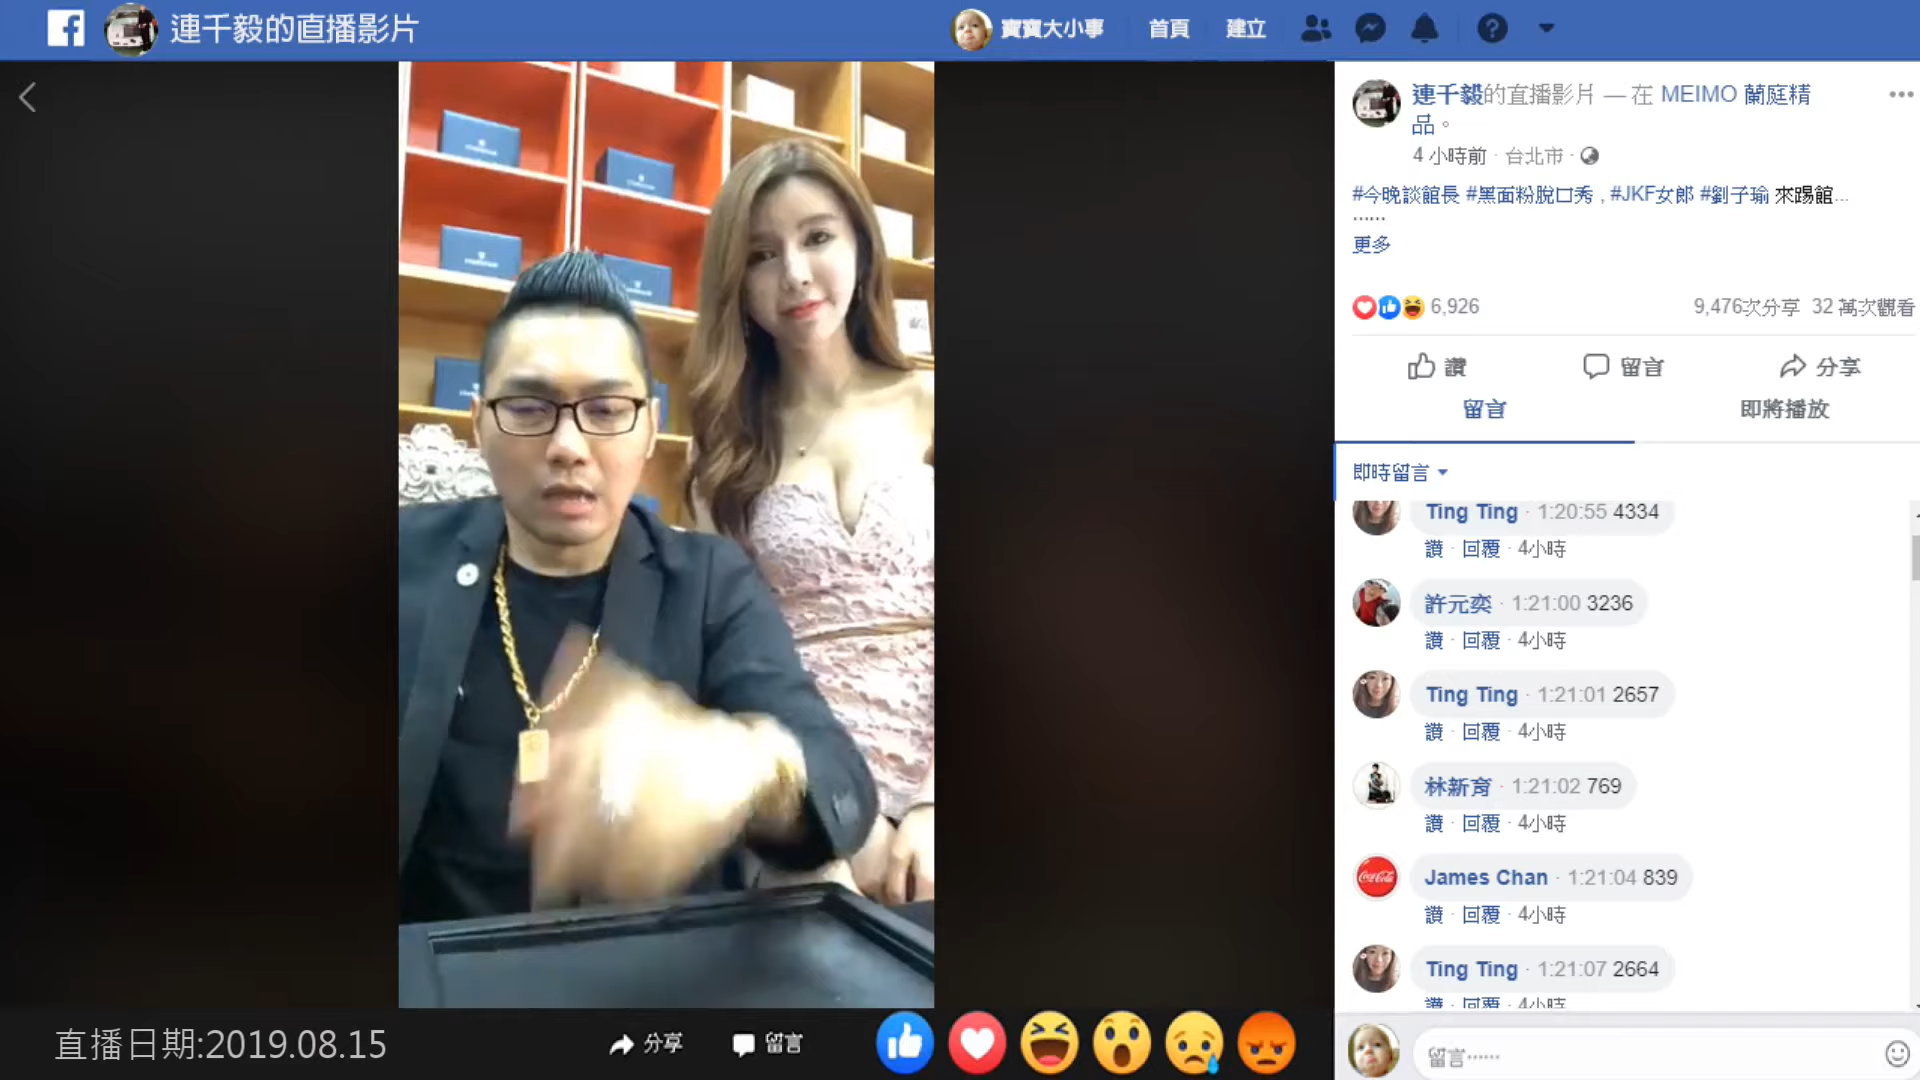 連千毅的直播影片
寶寶大小事 首頁 建立
連千毅的直播影片 — 在 MEIMO 蘭庭精
品。
4 小時前 · 台北市 ·
#今晚談館長 #黑面粉脫口秀 , #JKF女郎 #劉子瑜 來踢館...
......
更多
6,926 9,476次分享 32 萬次觀看
讚 留言 分享
留言 即將播放
即時留言
Ting Ting · 1:20:55 4334
讚 · 回覆 · 4小時
許元奕 · 1:21:00 3236
讚 · 回覆 · 4小時
Ting Ting · 1:21:01 2657
讚 · 回覆 · 4小時
林新育 · 1:21:02 769
讚 · 回覆 · 4小時
James Chan · 1:21:04 839
讚 · 回覆 · 4小時
Ting Ting · 1:21:07 2664
讚 · 回覆 · 4小時
直播日期:2019.08.15
分享 留言
留言......